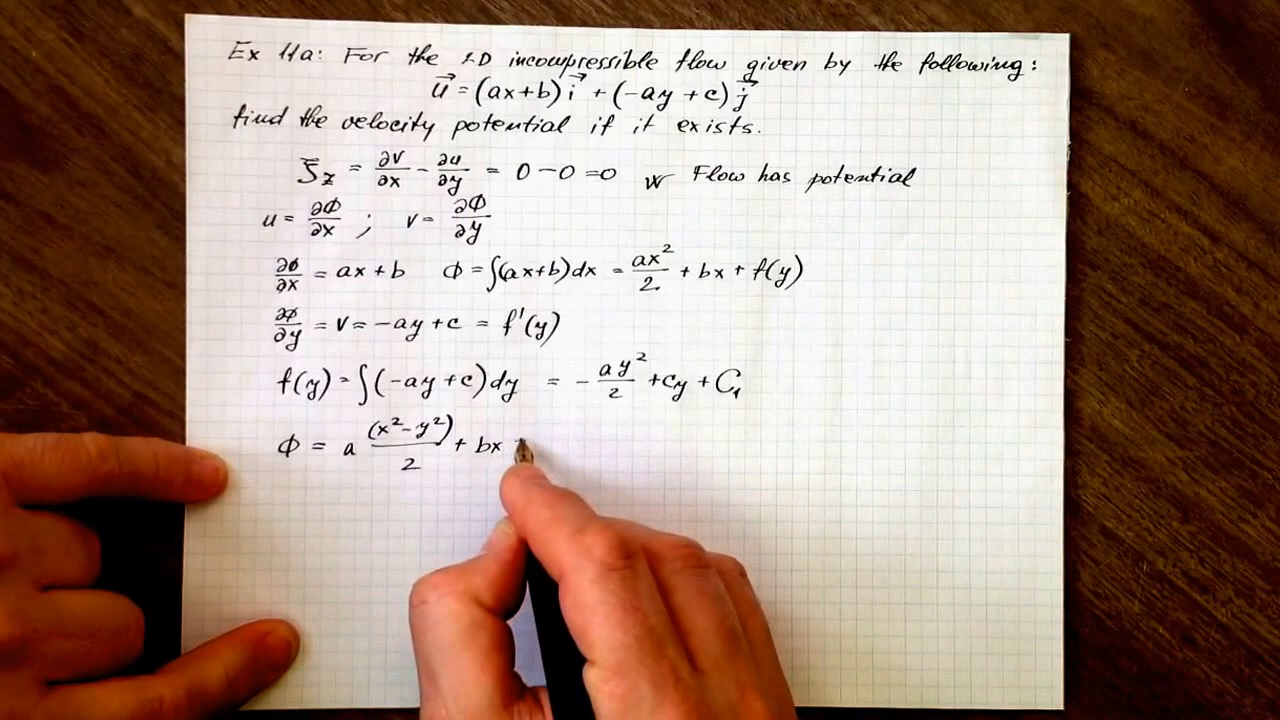 Ex 11a: For the 2D incompressible flow given by the following:
u⃗ = (ax+b) i⃗ + (-ay + c) j⃗
find the velocity potential if it exists.
ζz = ∂v/∂x - ∂u/∂y = 0 - 0 = 0 Flow has potential
u = ∂Φ/∂x ; v = ∂Φ/∂y
∂Φ/∂x = ax + b Φ = ∫(ax+b)dx = ax²/2 + bx + f(y)
∂Φ/∂y = v = -ay + c = f'(y)
f(y) = ∫(-ay + c)dy = - ay²/2 + cy + C₁
Φ = a (x²-y²)/2 + bx